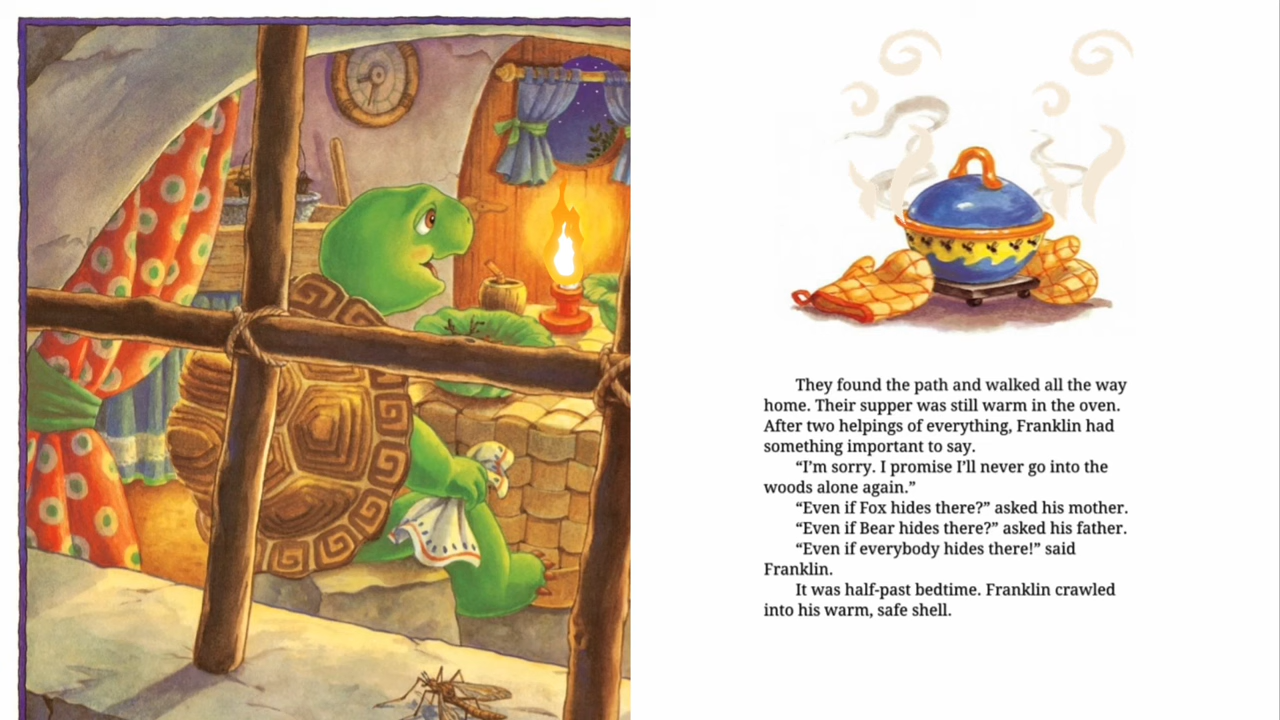 They found the path and walked all the way
home. Their supper was still warm in the oven.
After two helpings of everything, Franklin had
something important to say.
“I’m sorry. I promise I’ll never go into the
woods alone again.”
“Even if Fox hides there?” asked his mother.
“Even if Bear hides there?” asked his father.
“Even if everybody hides there!” said
Franklin.
It was half-past bedtime. Franklin crawled
into his warm, safe shell.